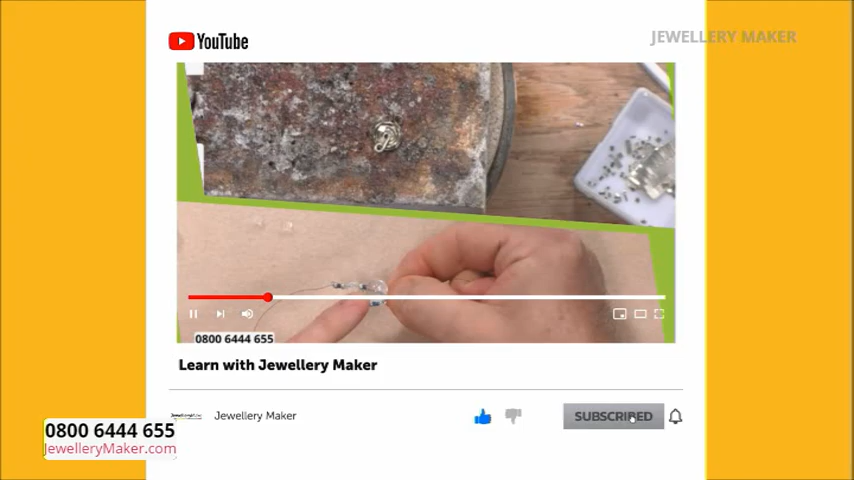 YouTube
JEWELLERY MAKER
0800 6444 655
Learn with Jewellery Maker
Jewellery Maker
SUBSCRIBED
0800 6444 655
JewelleryMaker.com